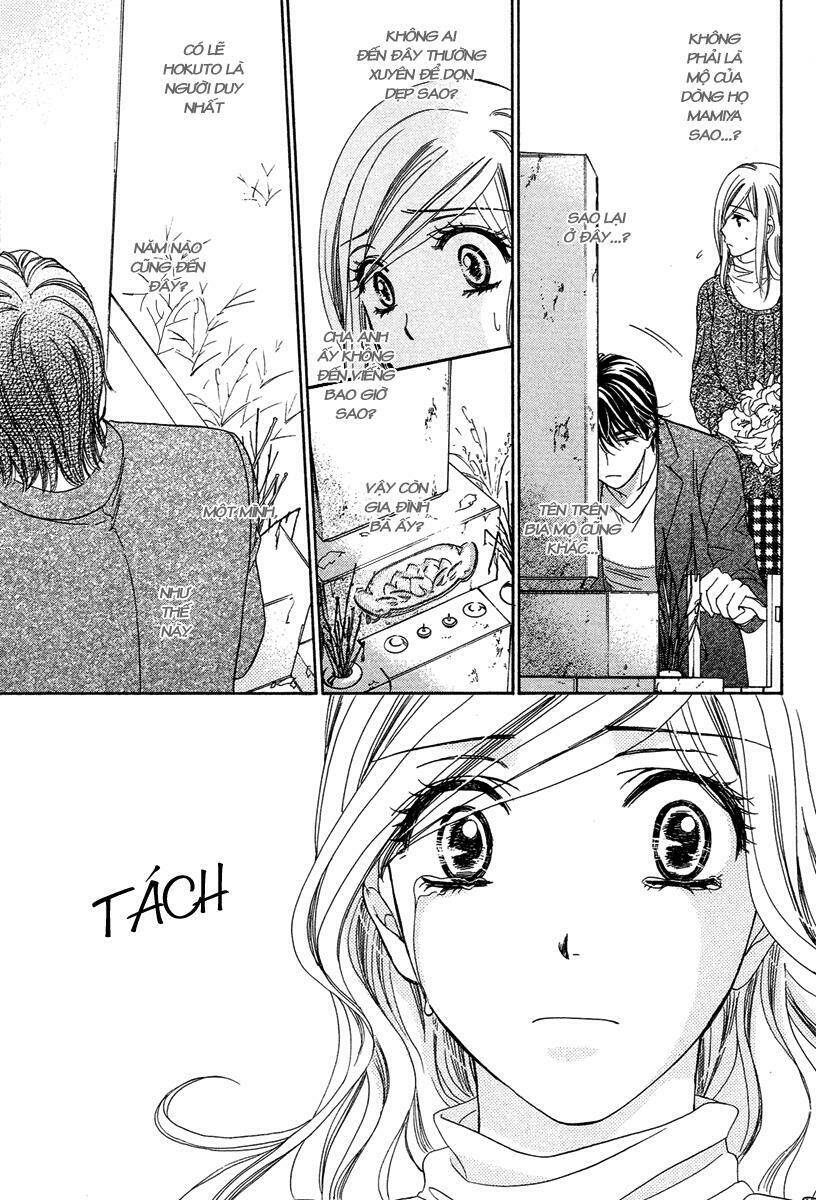 KHÔNG
PHẢI LÀ
MỘ CỦA
DÒNG HỌ
MAMIYA
SAO...?
SAO LẠI
Ở ĐÂY...?
TÊN TRÊN
BIA MỘ CŨNG
KHÁC...
KHÔNG AI
ĐẾN ĐÂY THƯỜNG
XUYÊN ĐỂ DỌN
DẸP SAO?
CHA ANH
ẤY KHÔNG
ĐẾN VIẾNG
BAO GIỜ
SAO?
VẬY CÒN
GIA ĐÌNH
BÀ ẤY?
CÓ LẼ
HOKUTO LÀ
NGƯỜI DUY
NHẤT
NĂM NÀO
CŨNG ĐẾN
ĐÂY?
MỘT MÌNH,
NHƯ
THẾ
NÀY
TÁCH